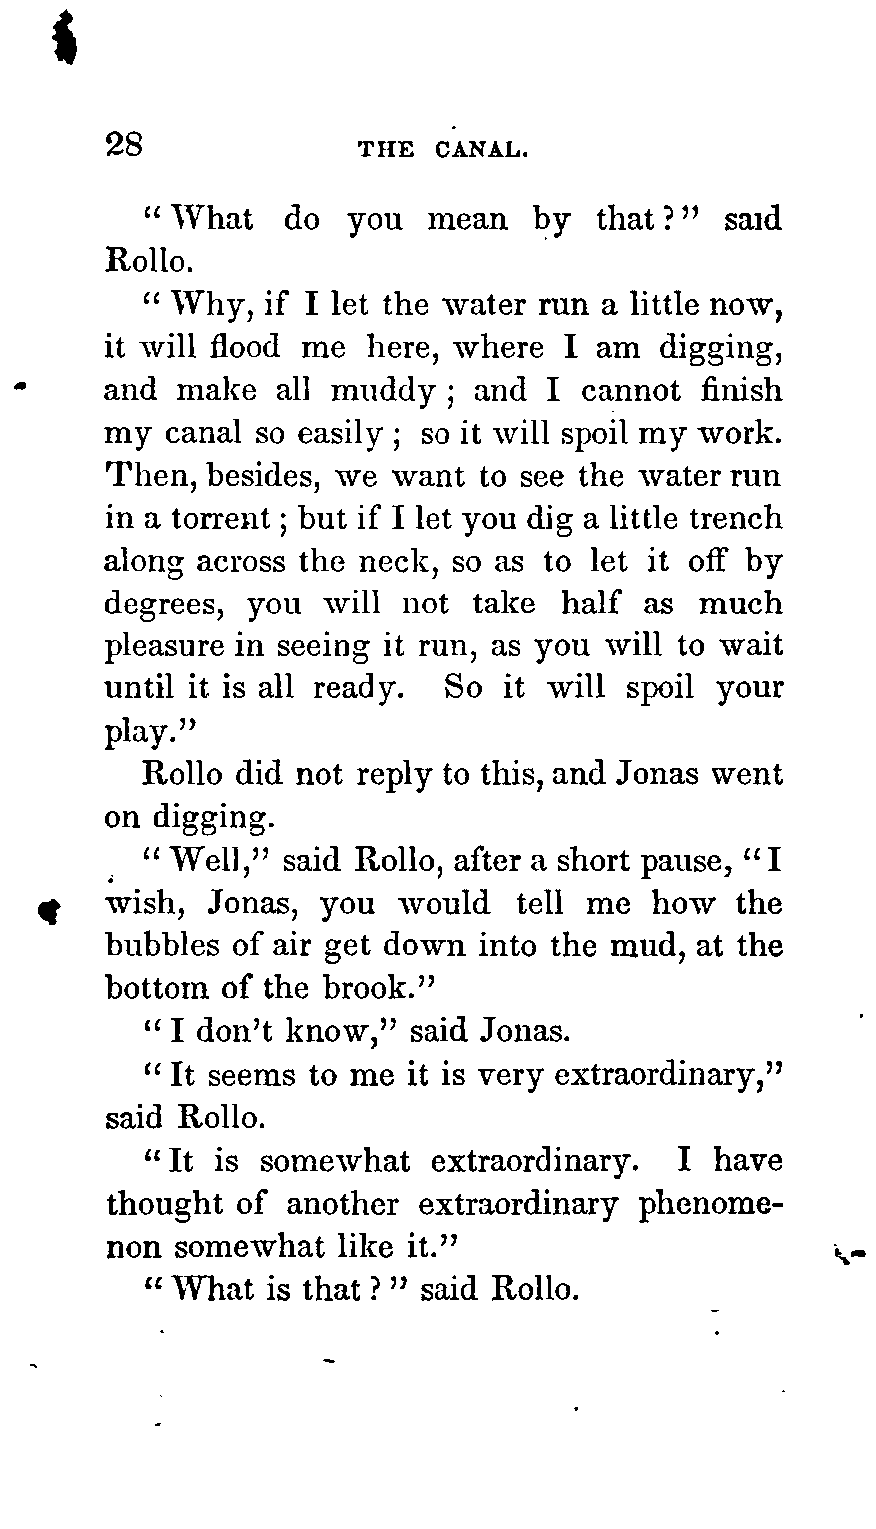 28 THE CANAL.
“ What do you mean by that ? ” said
Rollo.
“ Why, if I let the water run a little now,
it will flood me here, where I am digging,
and make all muddy ; and I cannot finish
my canal so easily ; so it will spoil my work.
Then, besides, we want to see the water run
in a torrent ; but if I let you dig a little trench
along across the neck, so as to let it off by
degrees, you will not take half as much
pleasure in seeing it run, as you will to wait
until it is all ready. So it will spoil your
play.”
Rollo did not reply to this, and Jonas went
on digging.
“ Well,” said Rollo, after a short pause, “ I
wish, Jonas, you would tell me how the
bubbles of air get down into the mud, at the
bottom of the brook.”
“ I don’t know,” said Jonas.
“ It seems to me it is very extraordinary,”
said Rollo.
“ It is somewhat extraordinary. I have
thought of another extraordinary phenome-
non somewhat like it.”
“ What is that ? ” said Rollo.